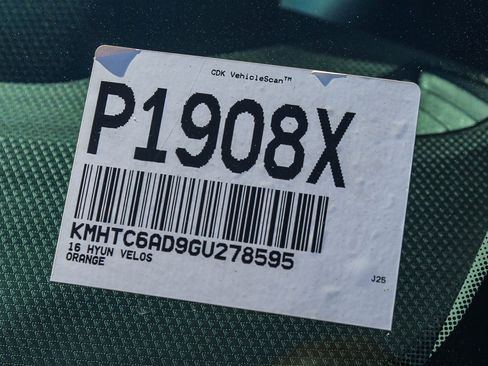 CDK VehicleScan™
P1908X
KMHTC6AD9GU278595
16 HYUN VELOS
ORANGE
J25